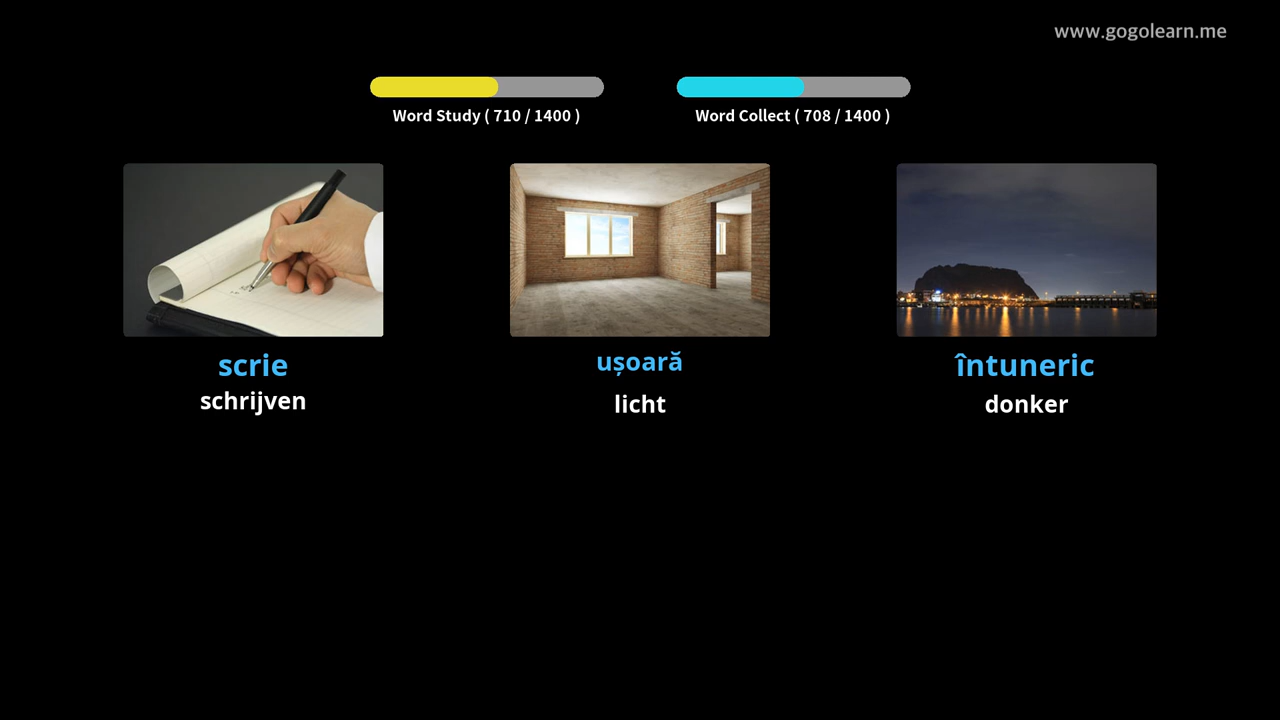 www.gogolearn.me
Word Study ( 710 / 1400 )
Word Collect ( 708 / 1400 )
scrie
schrijven
ușoară
licht
întuneric
donker